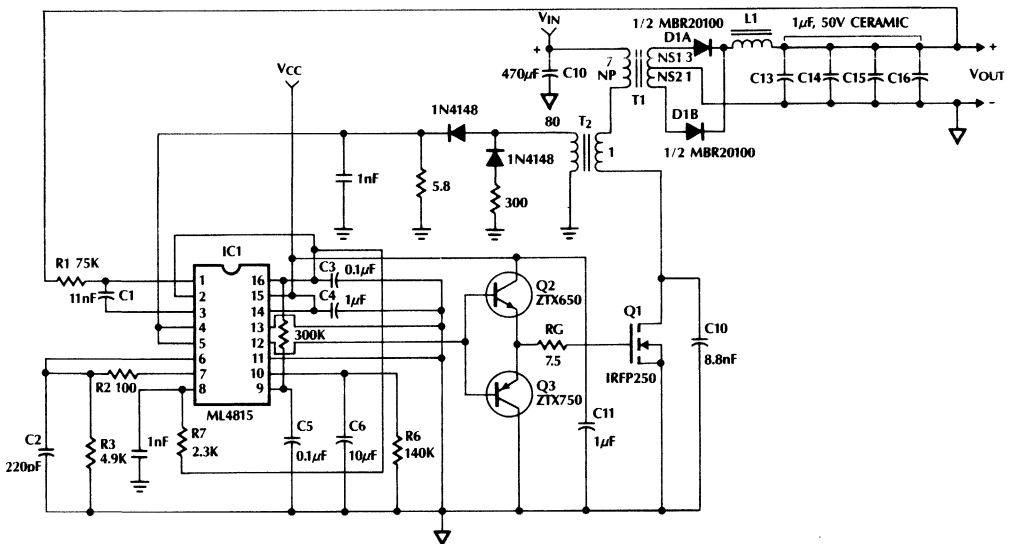 VIN
1/2 MBR20100
D1A
L1
1µF, 50V CERAMIC
+
+
7
NP
NS1 3
NS2 1
T1
470µF
C10
C13
C14
C15
C16
VOUT
-
VCC
80
T2
1
D1B
1/2 MBR20100
1N4148
1N4148
1nF
5.8
300
IC1
R1 75K
11nF
C1
1
2
3
4
5
6
7
8
16
15
14
13
12
11
10
9
C3
0.1µF
C4
1µF
300K
Q2
ZTX650
RG
7.5
Q1
IRFP250
C10
8.8nF
Q3
ZTX750
R2 100
ML4815
C2
220pF
R3
4.9K
1nF
R7
2.3K
C5
0.1µF
C6
10µF
R6
140K
C11
1µF